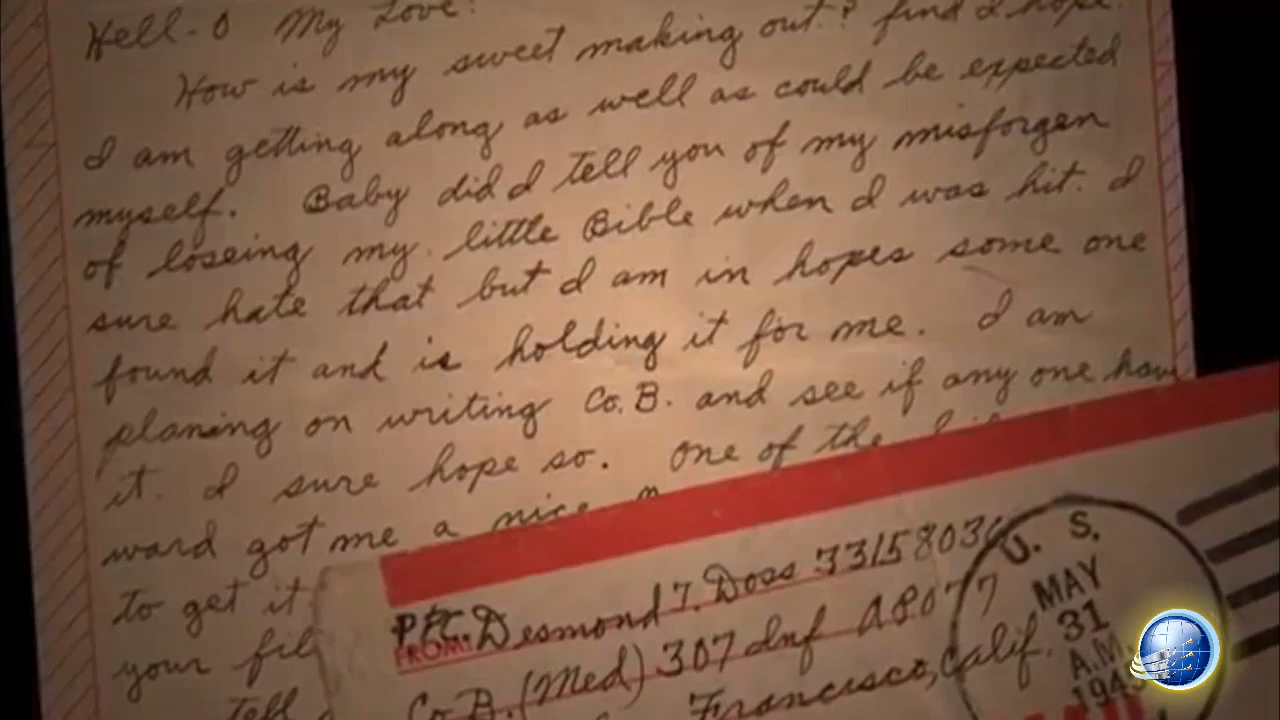 Hell-O My Love:
How is my sweet making out? find I hope.
I am getting along as well as could be expected
myself. Baby did I tell you of my misforgen
of loseing my little Bible when I was hit. I
sure hate that but I am in hopes some one
found it and is holding it for me. I am
planing on writing Co. B. and see if any one have
it. I sure hope so. One of the
ward got me a nice
to get it
your
tell
PFC. Desmond T. Doss 3315803
FROM:
Co. B. (Med) 307 Inf APO 77
Francisco, Calif.
U. S.
MAY
31
A.M.
1945